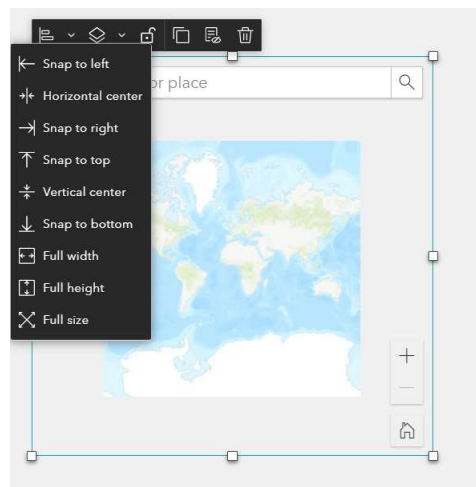 Snap to left
or place
Horizontal center
Snap to right
Snap to top
Vertical center
Snap to bottom
Full width
Full height
Full size